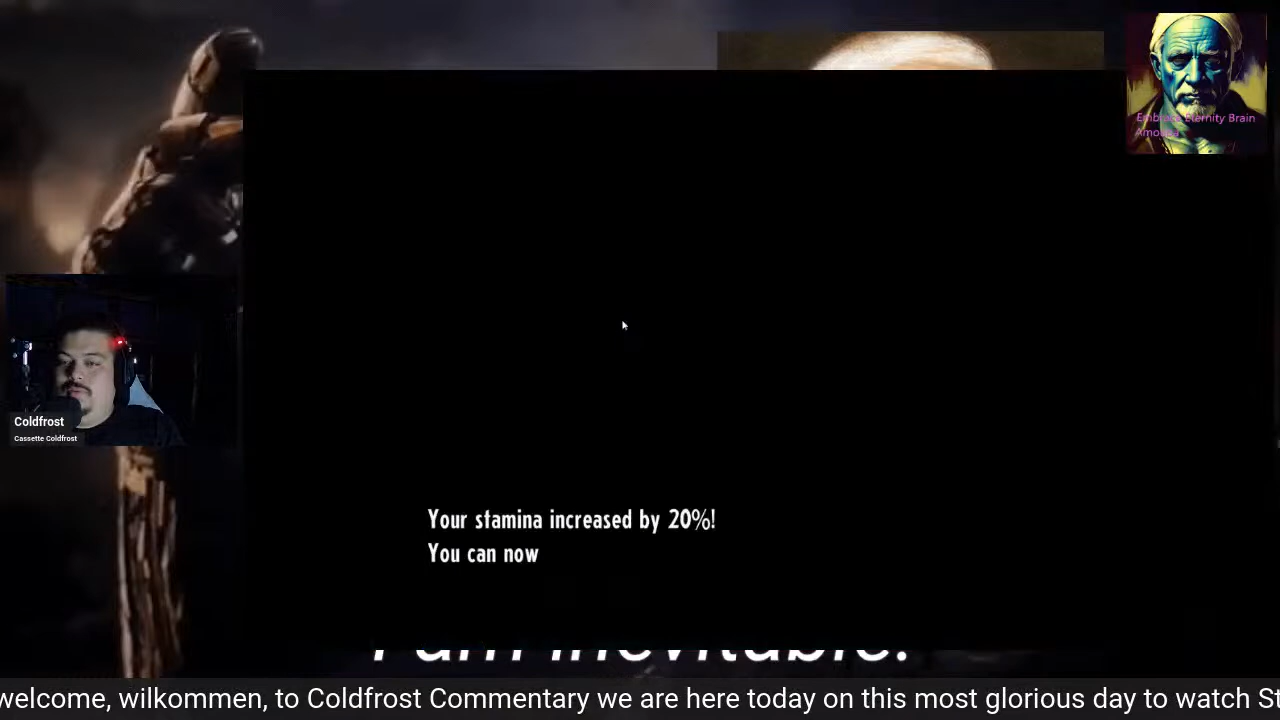 Embrace Eternity Brain
Amoeba
Coldfrost
Cassette Coldfrost
Your stamina increased by 20%!
You can now
I am inevitable.
welcome, wilkommen, to Coldfrost Commentary we are here today on this most glorious day to watch St